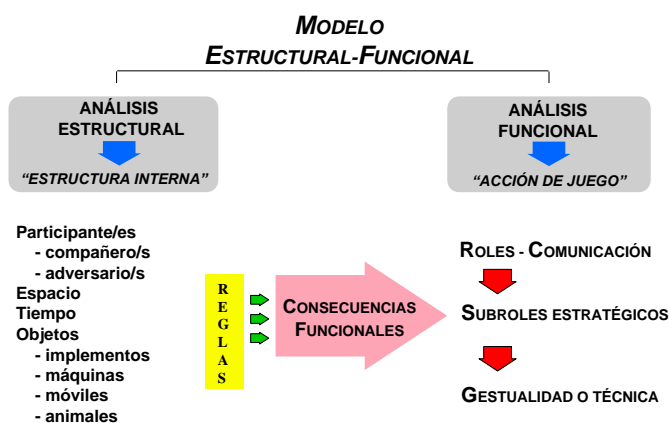 MODELO
ESTRUCTURAL-FUNCIONAL
ANÁLISIS
ESTRUCTURAL
“ESTRUCTURA INTERNA”
ANÁLISIS
FUNCIONAL
“ACCIÓN DE JUEGO”
Participante/es
- compañero/s
- adversario/s
Espacio
Tiempo
Objetos
- implementos
- máquinas
- móviles
- animales
R
E
G
L
A
S
CONSECUENCIAS
FUNCIONALES
ROLES - COMUNICACIÓN
SUBROLES ESTRATÉGICOS
GESTUALIDAD O TÉCNICA